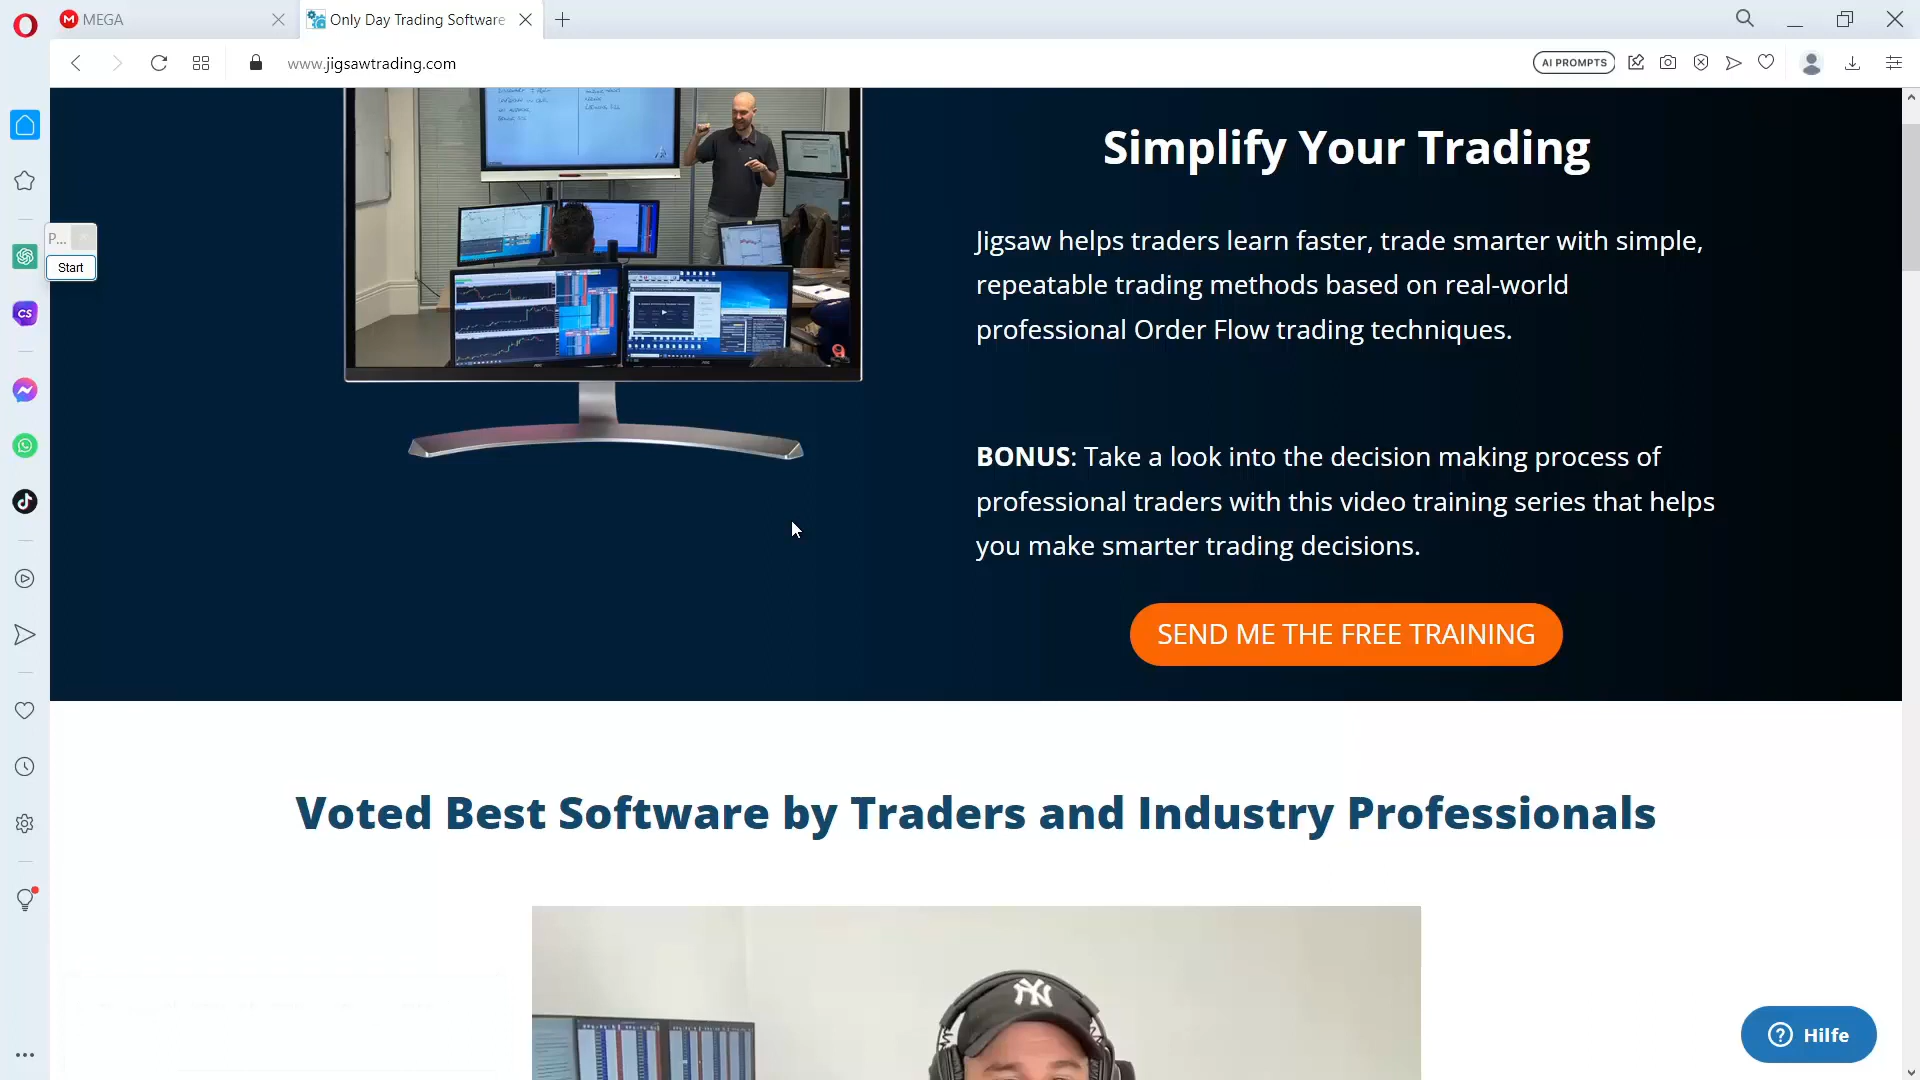 MEGA
Only Day Trading Software
www.jigsawtrading.com
AI PROMPTS
P...
Start
CS
Simplify Your Trading
Jigsaw helps traders learn faster, trade smarter with simple,
repeatable trading methods based on real-world
professional Order Flow trading techniques.
BONUS: Take a look into the decision making process of
professional traders with this video training series that helps
you make smarter trading decisions.
SEND ME THE FREE TRAINING
Voted Best Software by Traders and Industry Professionals
NY
Hilfe